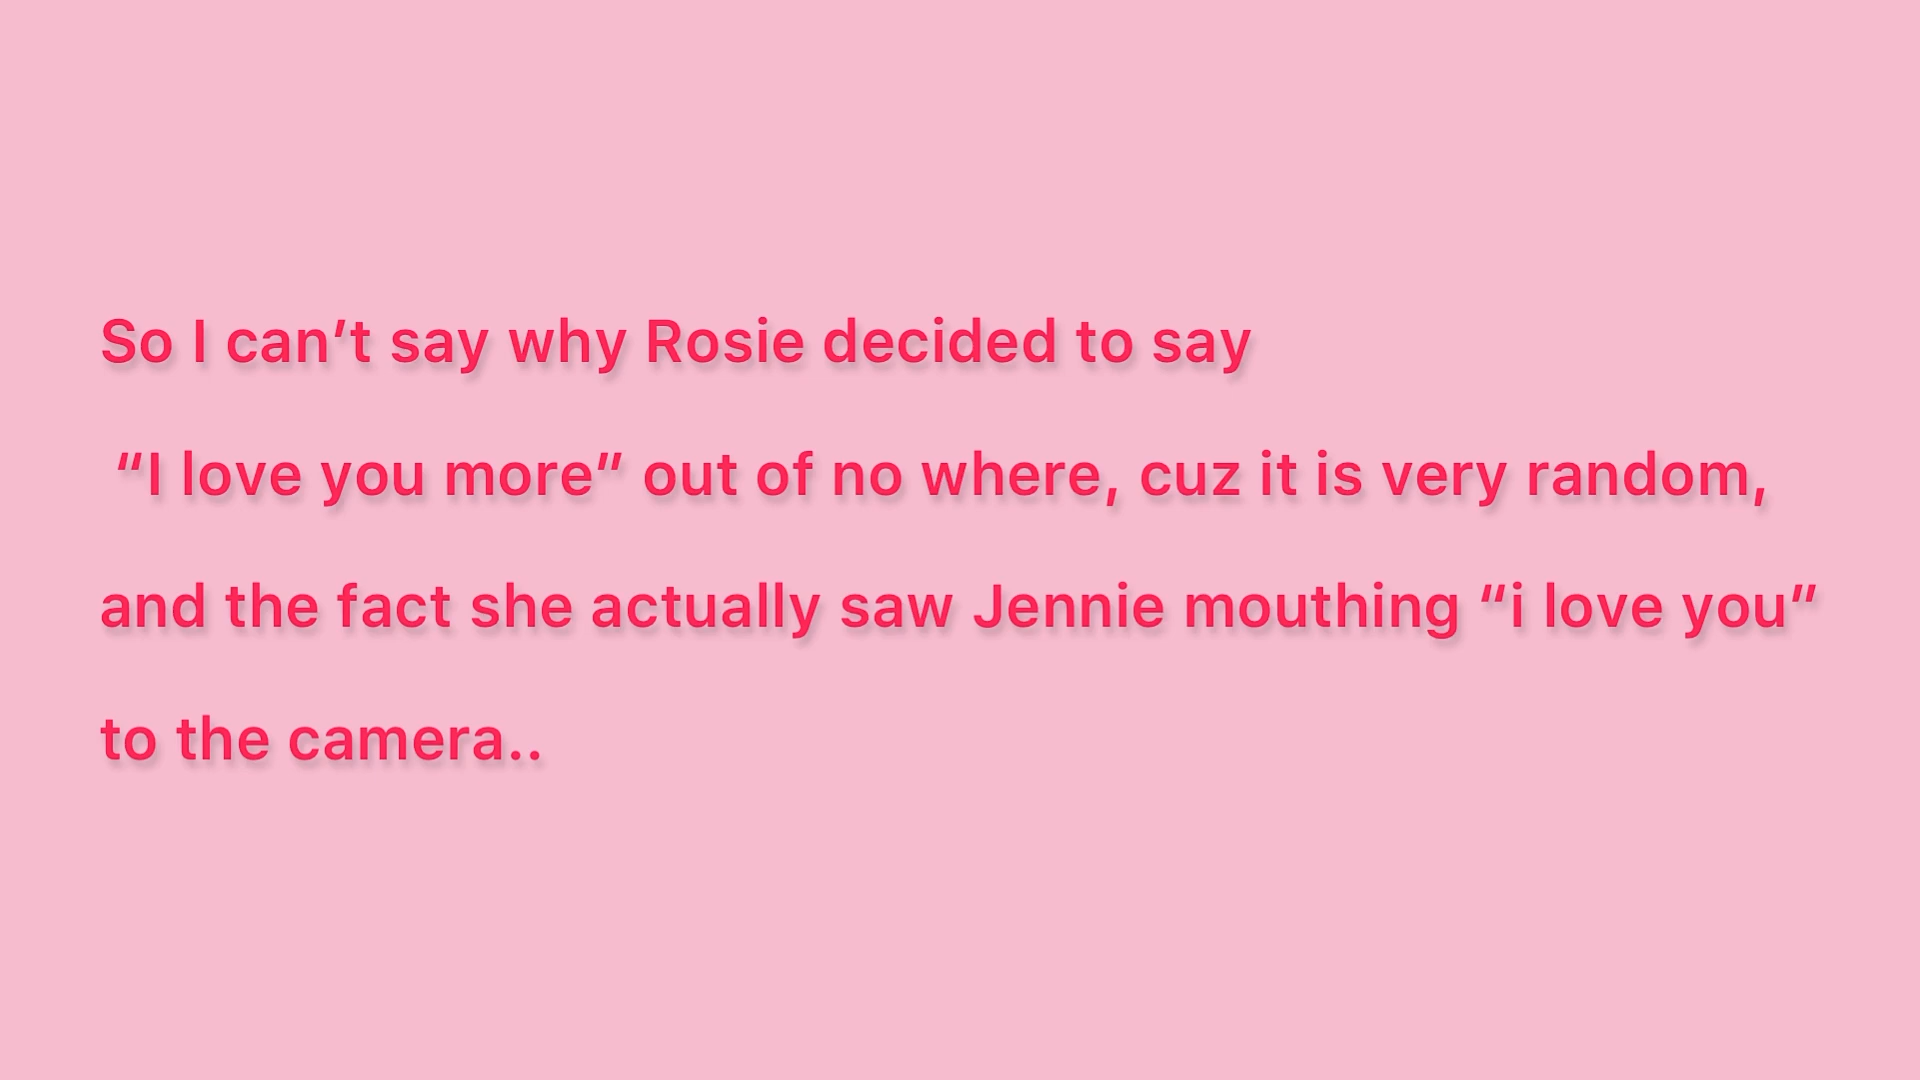 So I can’t say why Rosie decided to say
“I love you more” out of no where, cuz it is very random,
and the fact she actually saw Jennie mouthing “i love you”
to the camera..